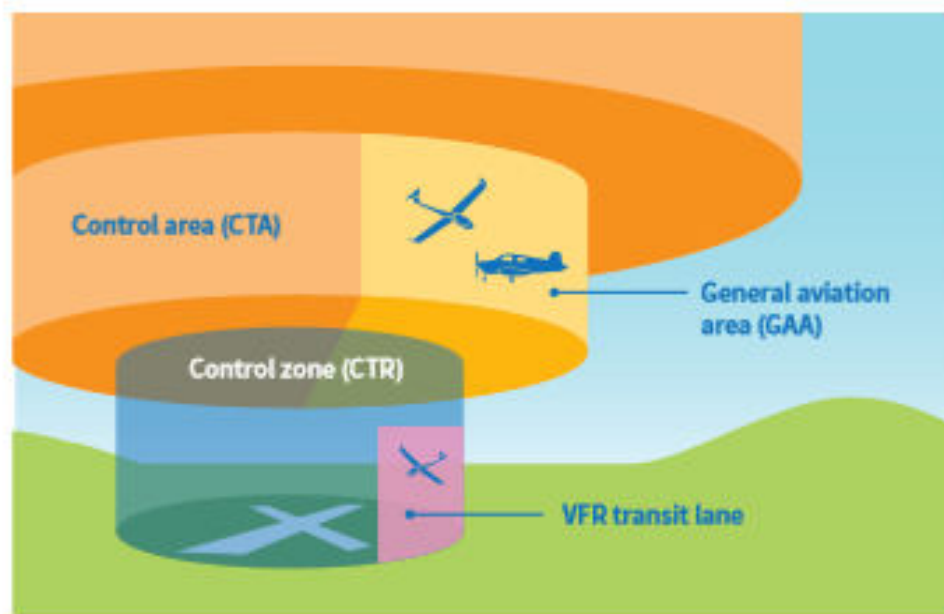 Control area (CTA)
General aviation
area (GAA)
Control zone (CTR)
VFR transit lane